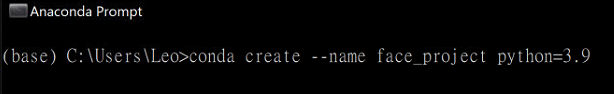 Anaconda Prompt
(base) C:\Users\Leo>conda create --name face_project python=3.9